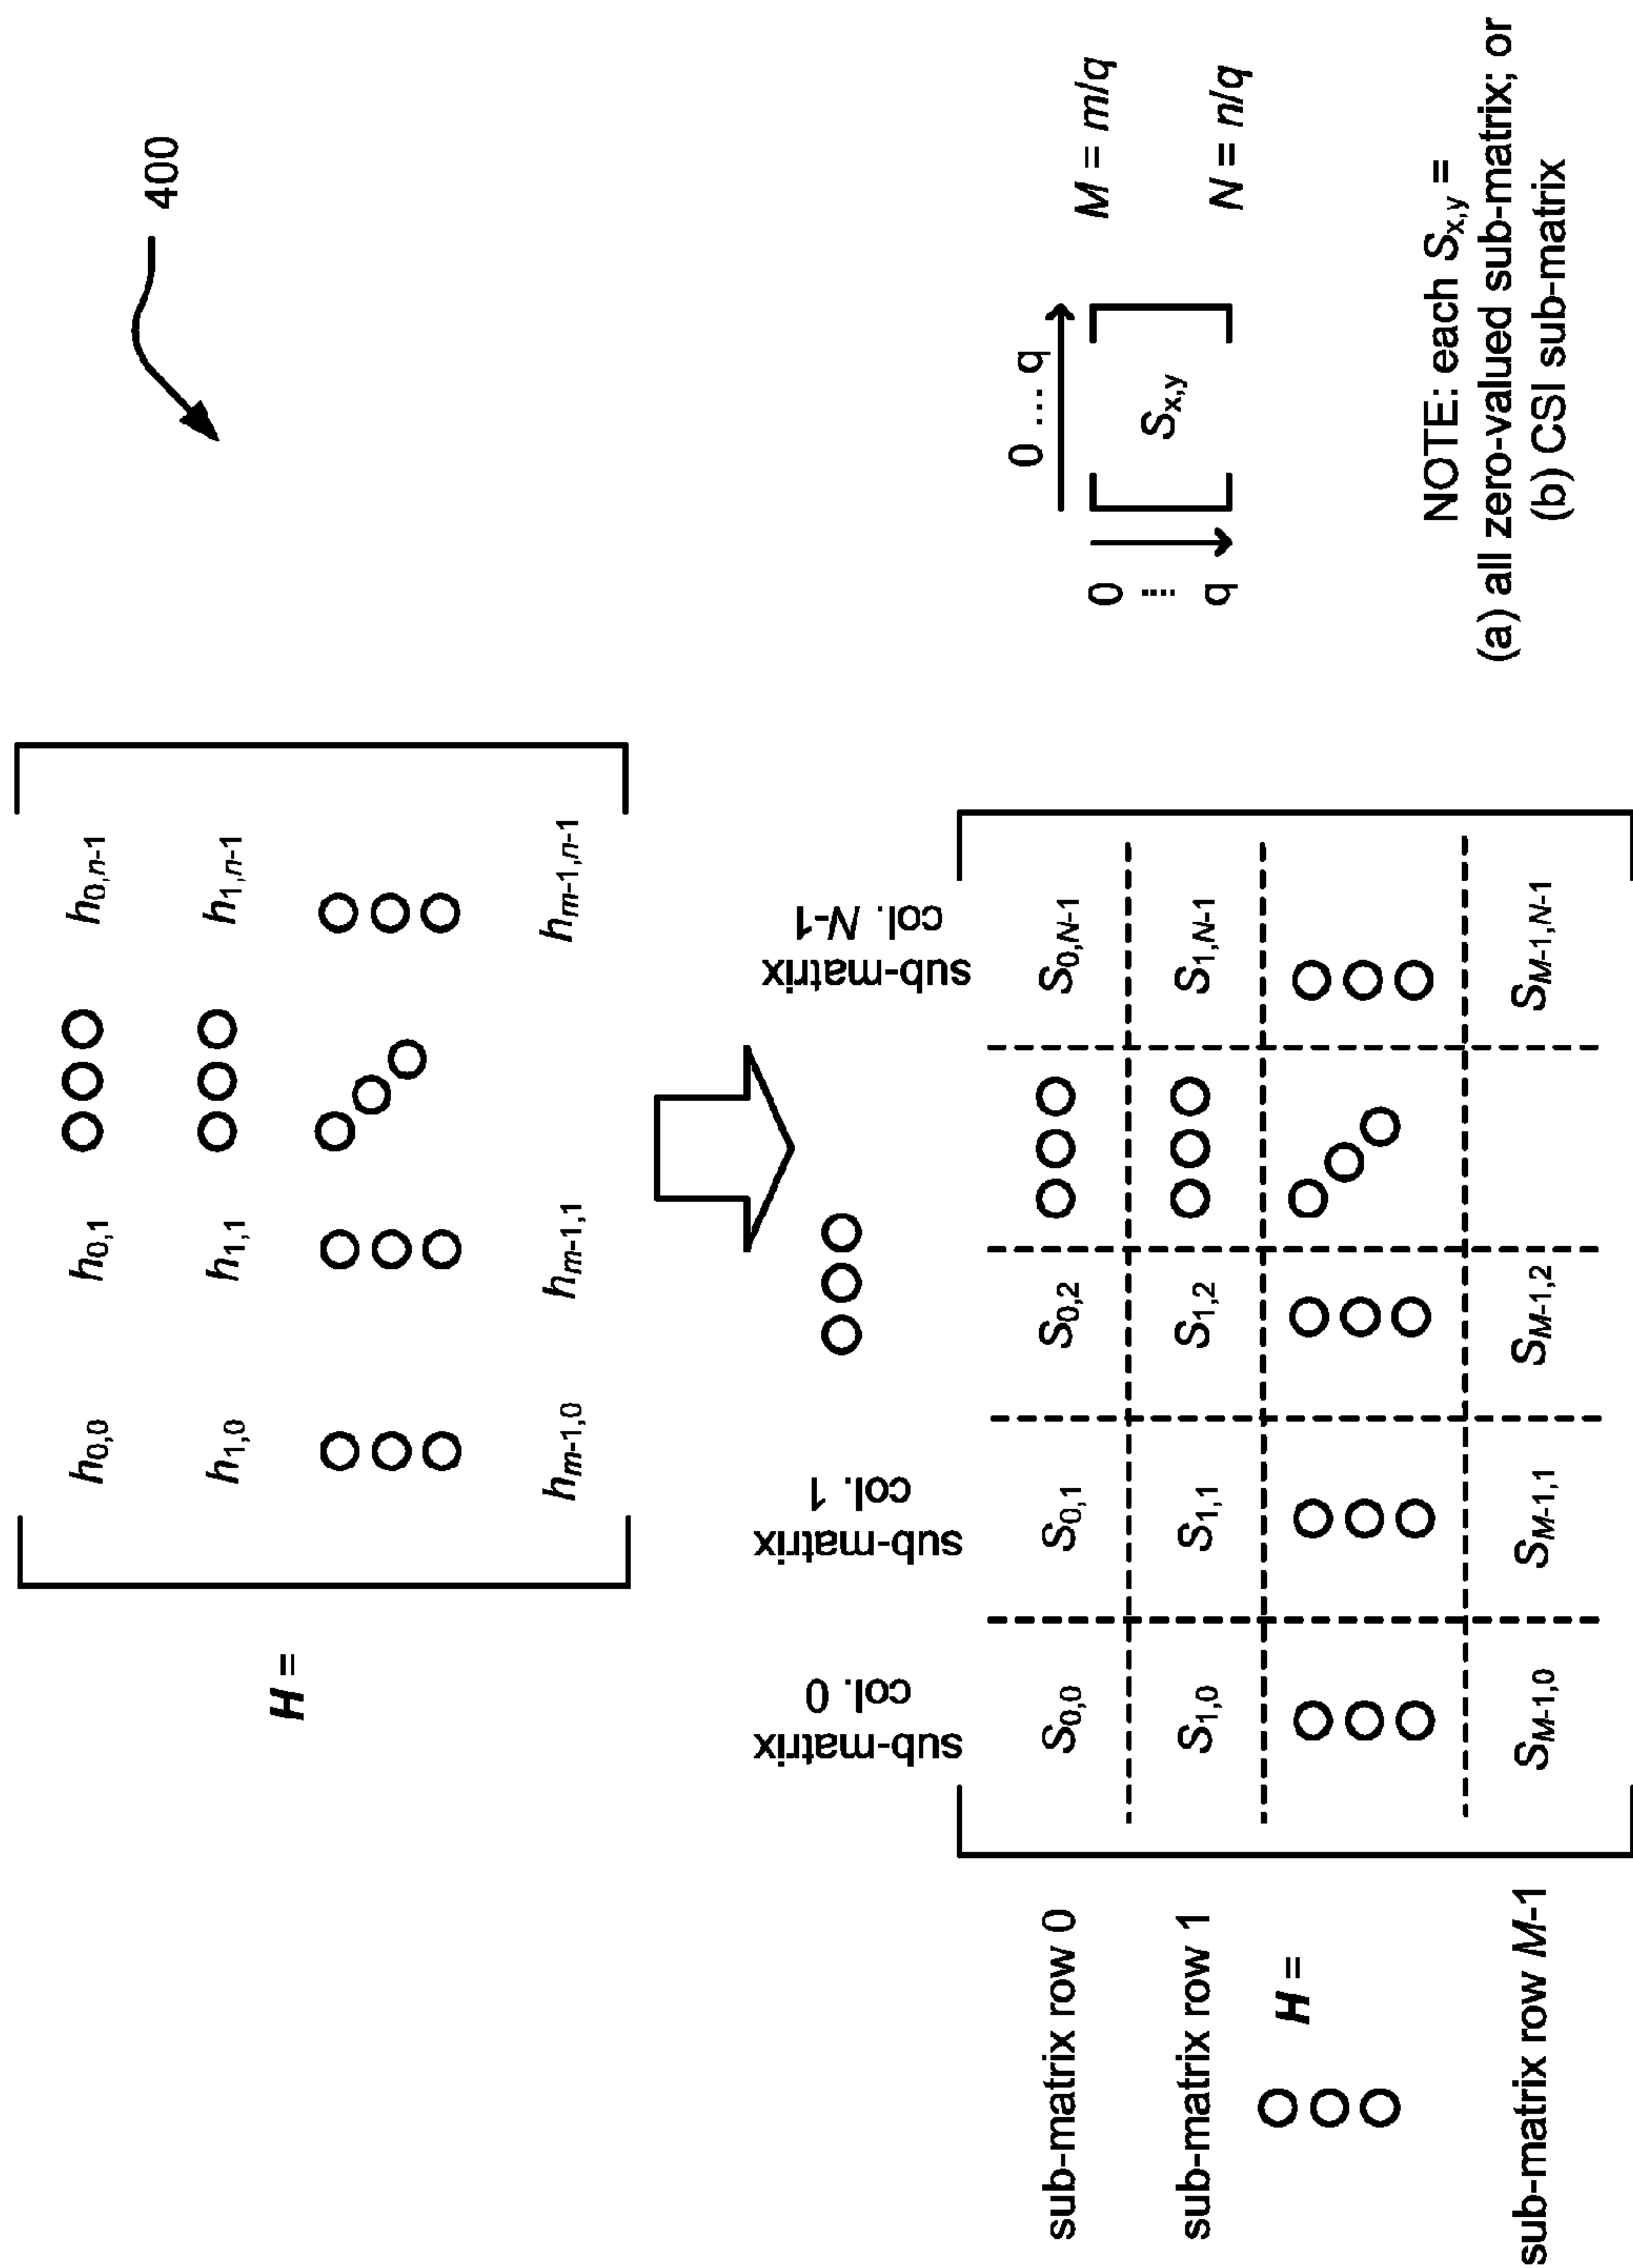 400
H =
h0,0 h0,1 ○ ○ ○ h0,n-1
h1,0 h1,1 ○ ○ ○ h1,n-1
hm-1,0 hm-1,1 hm-1,n-1
sub-matrix col. 0
sub-matrix col. 1
sub-matrix col. N-1
sub-matrix row 0
sub-matrix row 1
H =
sub-matrix row M-1
S0,0 S0,1 S0,2 ○ ○ ○ S0,N-1
S1,0 S1,1 S1,2 ○ ○ ○ S1,N-1
SM-1,0 SM-1,1 SM-1,2 SM-1,N-1
0 ... q
0 ... q
Sx,y
M = m/q
N = n/q
NOTE: each Sx,y =
(a) all zero-valued sub-matrix; or
(b) CSI sub-matrix